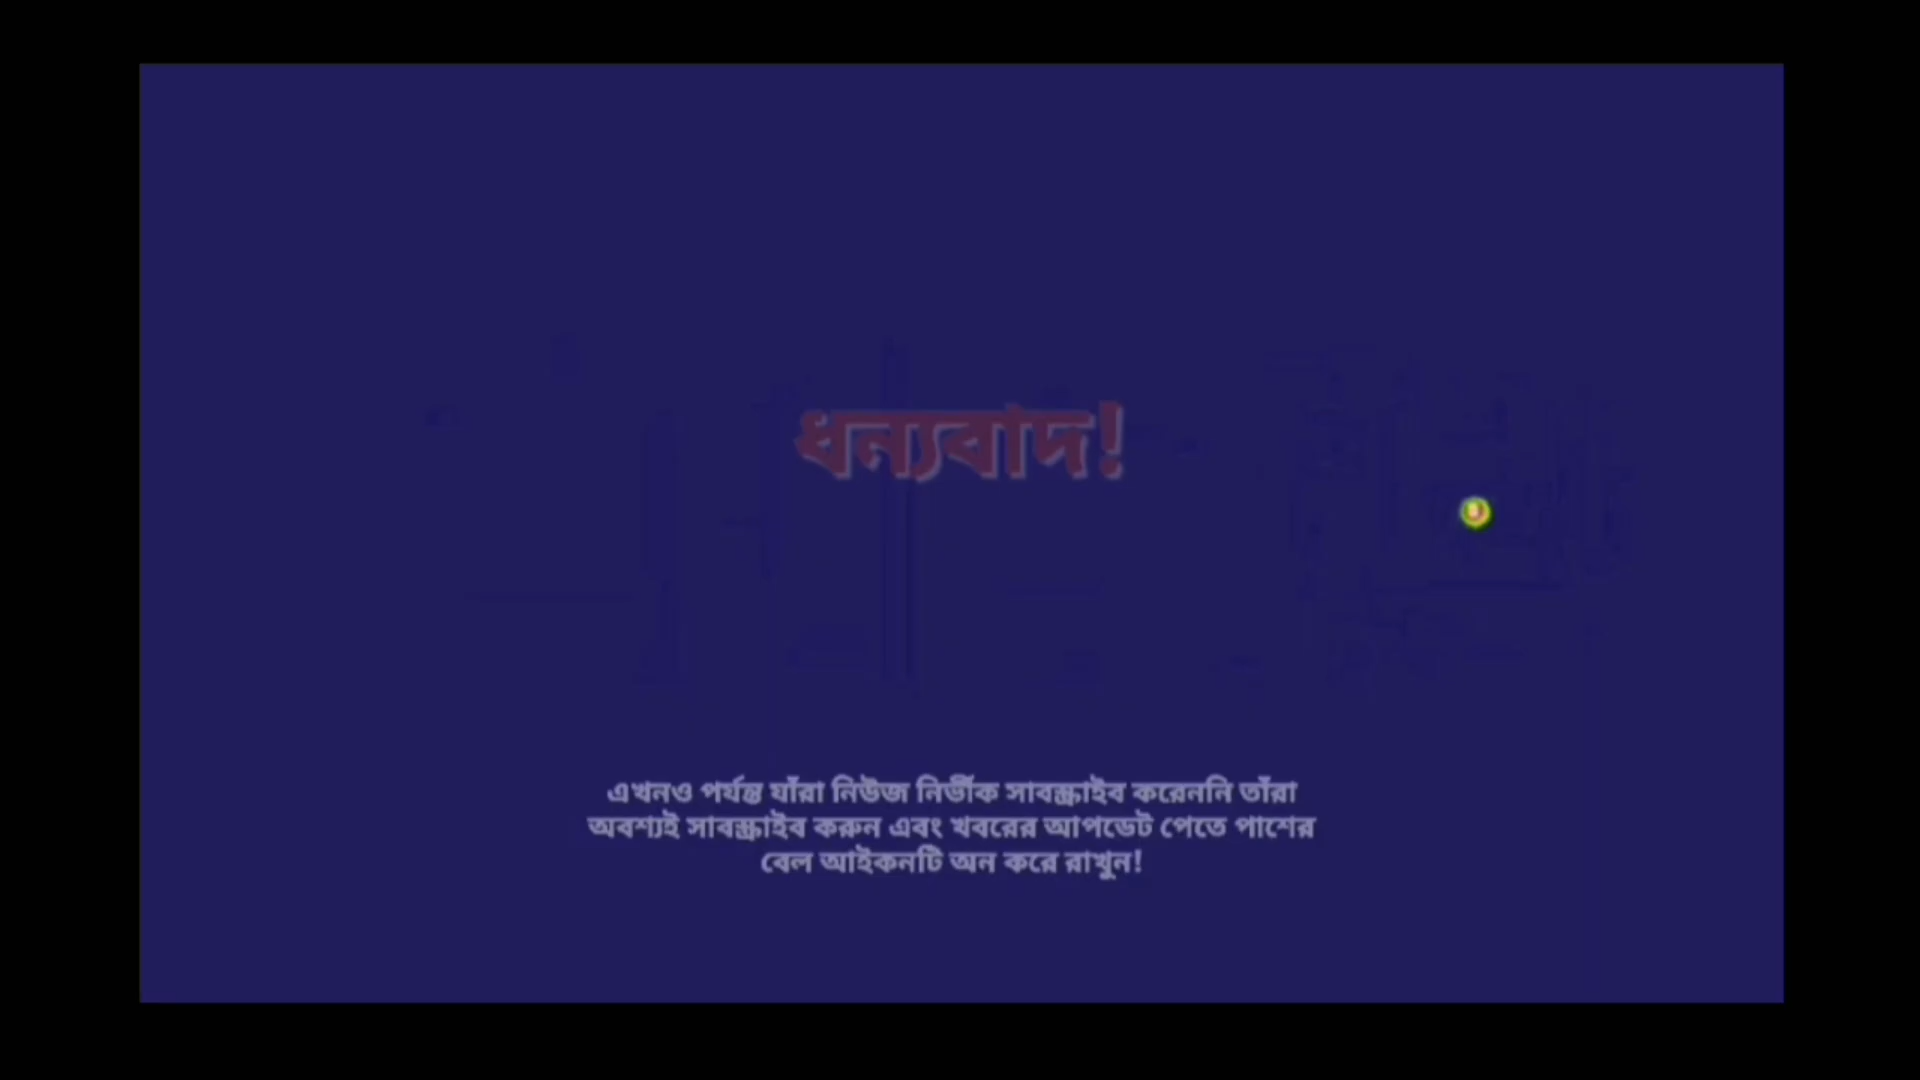 ধন্যবাদ!
এখনও পর্যন্ত যাঁরা নিউজ নির্ভীক সাবস্ক্রাইব করেননি তাঁরা
অবশ্যই সাবস্ক্রাইব করুন এবং খবরের আপডেট পেতে পাশের
বেল আইকনটি অন করে রাখুন!